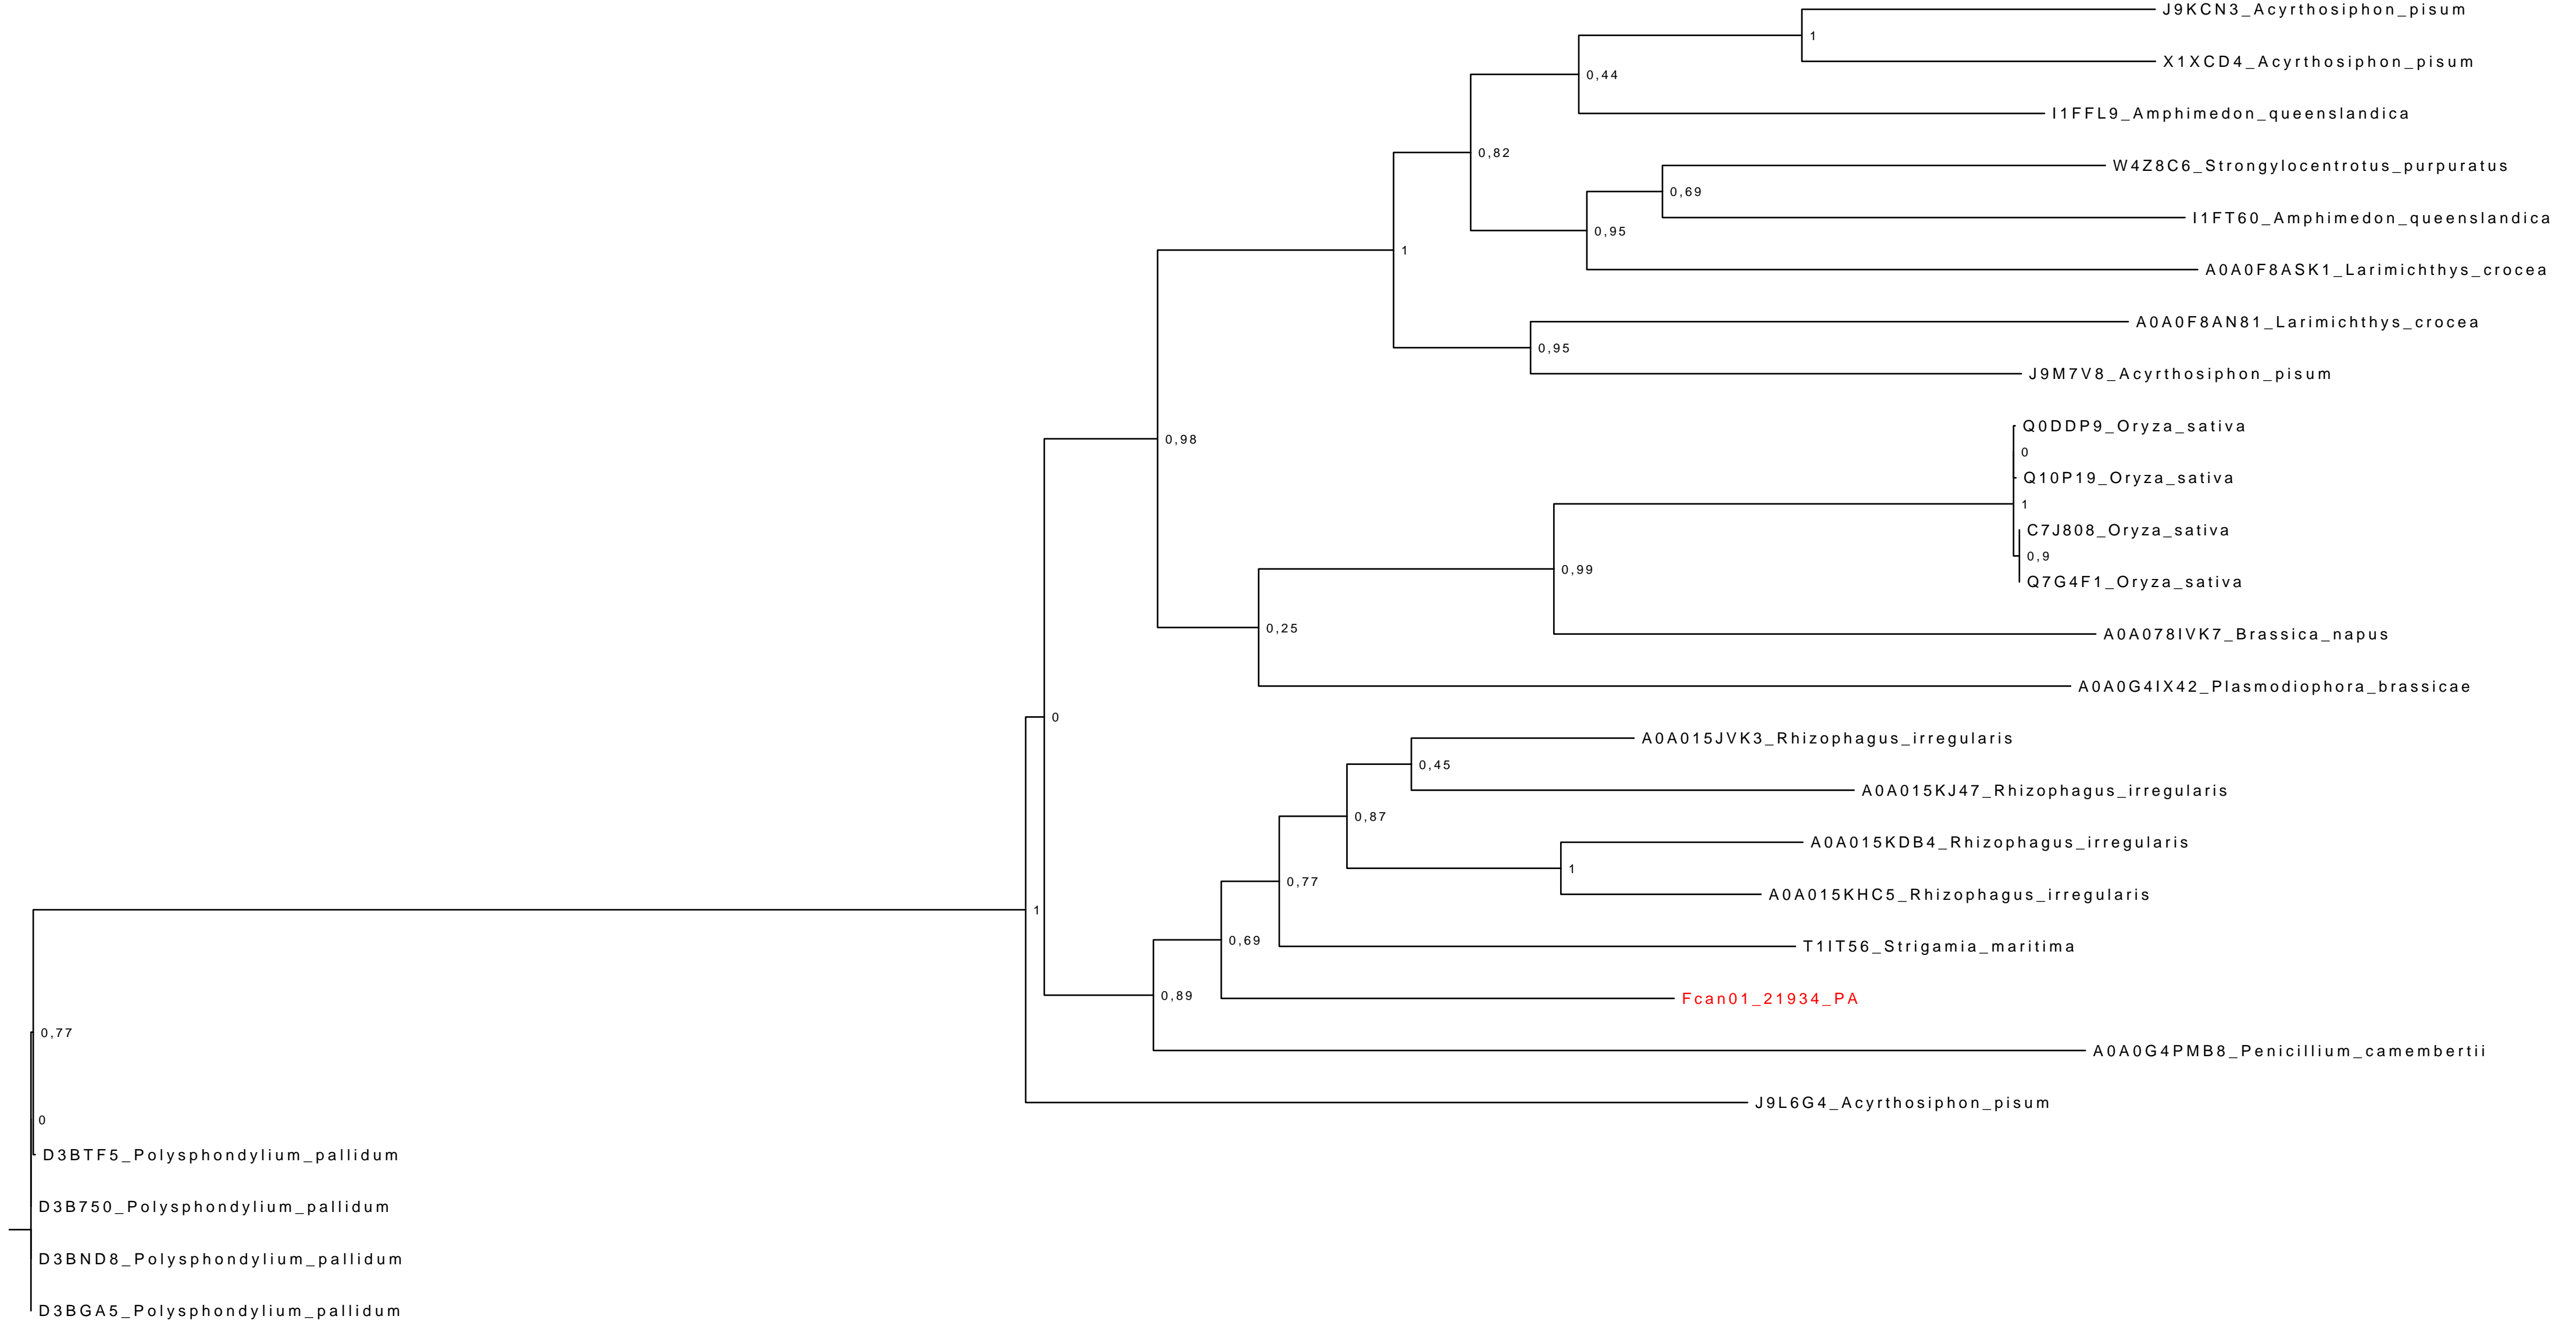 J9KCN3_Acyrthosiphon_pisum
1
X1XCD4_Acyrthosiphon_pisum
0,44
I1FFL9_Amphimedon_queenslandica
0,82
W4Z8C6_Strongylocentrotus_purpuratus
0,69
I1FT60_Amphimedon_queenslandica
0,95
1
A0A0F8ASK1_Larimichthys_crocea
A0A0F8AN81_Larimichthys_crocea
0,95
J9M7V8_Acyrthosiphon_pisum
Q0DDP9_Oryza_sativa
0,98
0
Q10P19_Oryza_sativa
1
C7J808_Oryza_sativa
0,9
0,99
Q7G4F1_Oryza_sativa
0,25
A0A078IVK7_Brassica_napus
A0A0G4IX42_Plasmodiophora_brassicae
0
A0A015JVK3_Rhizophagus_irregularis
0,45
A0A015KJ47_Rhizophagus_irregularis
0,87
A0A015KDB4_Rhizophagus_irregularis
1
0,77
A0A015KHC5_Rhizophagus_irregularis
1
0,69
T1IT56_Strigamia_maritima
0,89
Fcan01_21934_PA
0,77
A0A0G4PMB8_Penicillium_camembertii
J9L6G4_Acyrthosiphon_pisum
0
D3BTF5_Polysphondylium_pallidum
D3B750_Polysphondylium_pallidum
D3BND8_Polysphondylium_pallidum
D3BGA5_Polysphondylium_pallidum